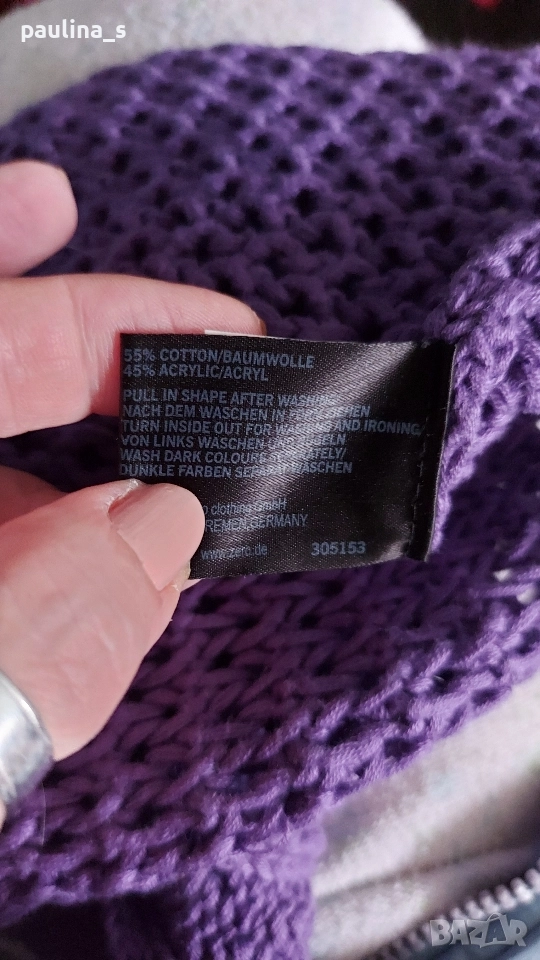 paulina_s
55% COTTON/BAUMWOLLE
45% ACRYLIC/ACRYL
PULL IN SHAPE AFTER WASHING/
NACH DEM WASCHEN IN FORM ZIEHEN
TURN INSIDE OUT FOR WASHING AND IRONING/
VON LINKS WASCHEN UND BÜGELN
WASH DARK COLOURS SEPARATELY/
DUNKLE FARBEN SEPARAT WASCHEN
o clothing GmbH
BREMEN, GERMANY
www.zero.de 305153
BAZAR